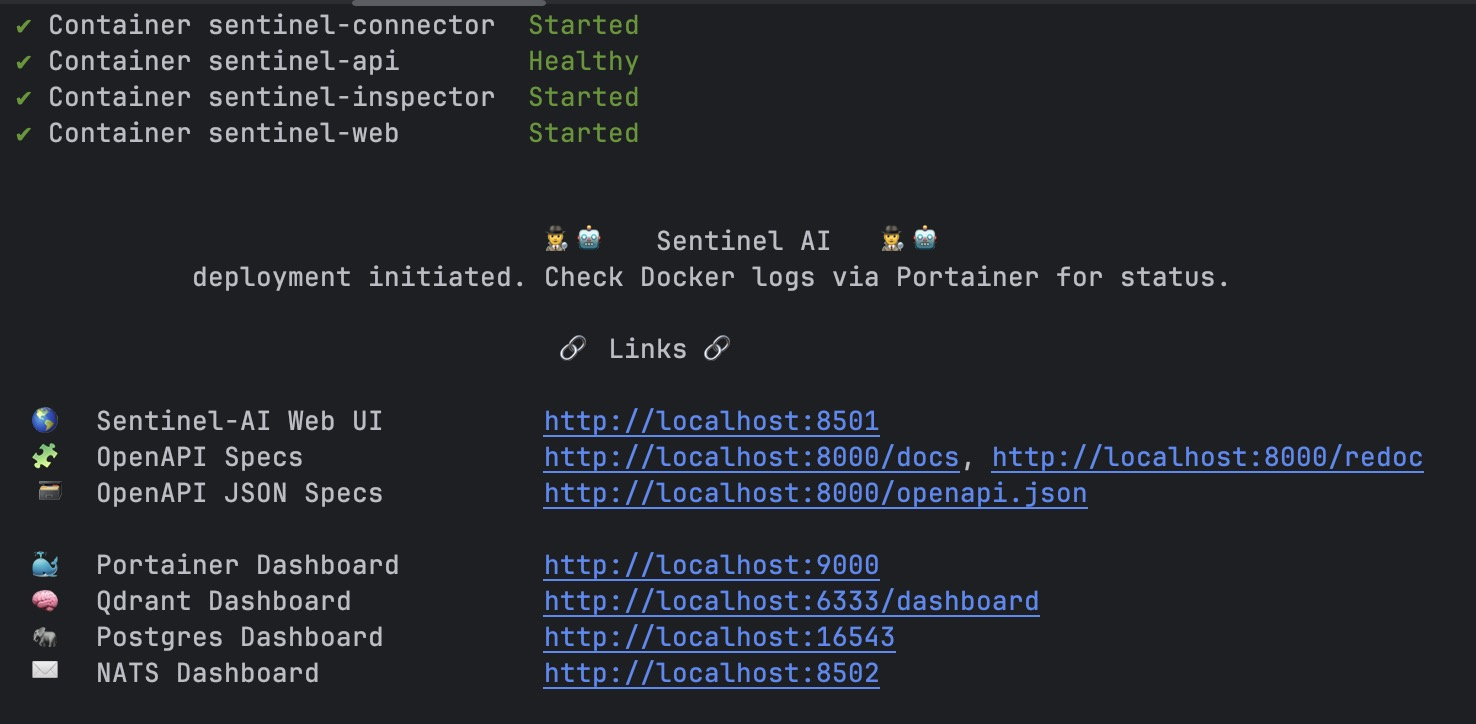 ✔ Container sentinel-connector Started
✔ Container sentinel-api Healthy
✔ Container sentinel-inspector Started
✔ Container sentinel-web Started
🕵️‍♀️🤖 Sentinel AI 🕵️‍♀️🤖
deployment initiated. Check Docker logs via Portainer for status.
🔗 Links 🔗
🌎 Sentinel-AI Web UI http://localhost:8501
🧩 OpenAPI Specs http://localhost:8000/docs, http://localhost:8000/redoc
🗃️ OpenAPI JSON Specs http://localhost:8000/openapi.json
🐳 Portainer Dashboard http://localhost:9000
🧠 Qdrant Dashboard http://localhost:6333/dashboard
🐘 Postgres Dashboard http://localhost:16543
✉️ NATS Dashboard http://localhost:8502